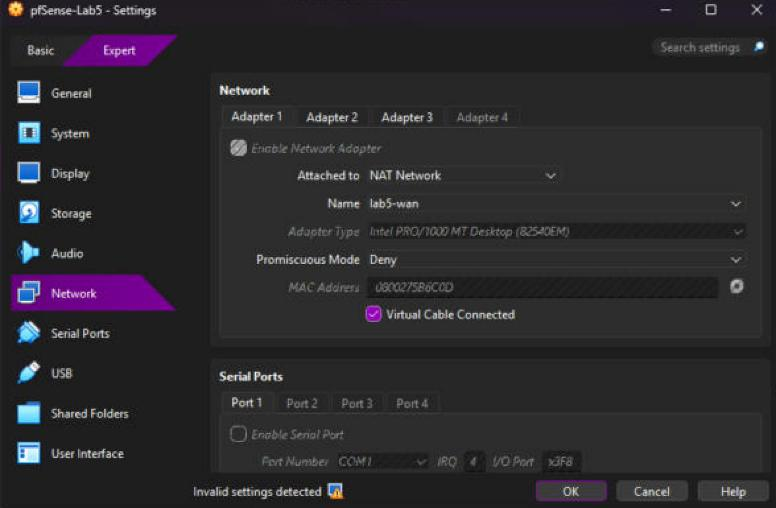 pfSense-Lab5 - Settings
Basic Expert Search settings
General
System
Display
Storage
Audio
Network
Serial Ports
USB
Shared Folders
User Interface
Network
Adapter 1 Adapter 2 Adapter 3 Adapter 4
Enable Network Adapter
Attached to NAT Network
Name lab5-wan
Adapter Type Intel PRO/1000 MT Desktop (82540EM)
Promiscuous Mode Deny
MAC Address 0800275B6C0D
Virtual Cable Connected
Serial Ports
Port 1 Port 2 Port 3 Port 4
Enable Serial Port
Port Number COM1 IRQ 4 I/O Port x3F8
Invalid settings detected OK Cancel Help